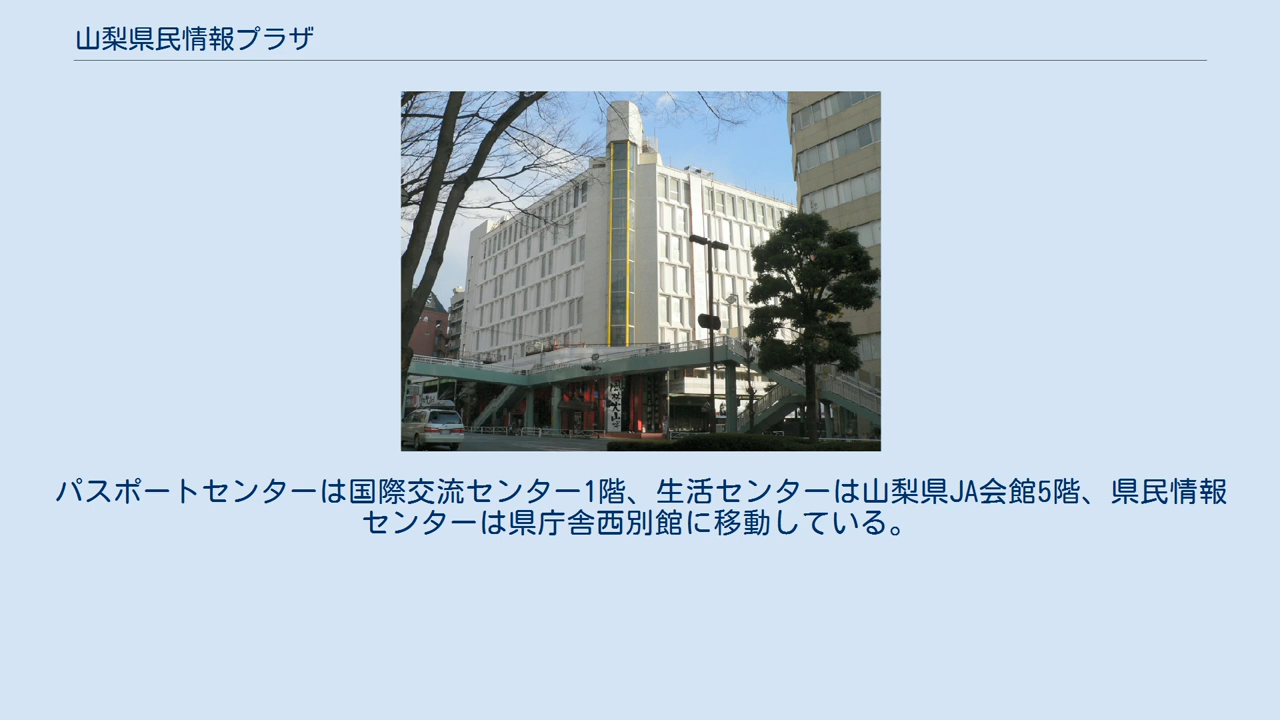 山梨県民情報プラザ
パスポートセンターは国際交流センター1階、生活センターは山梨県JA会館5階、県民情報
センターは県庁舎西別館に移動している。